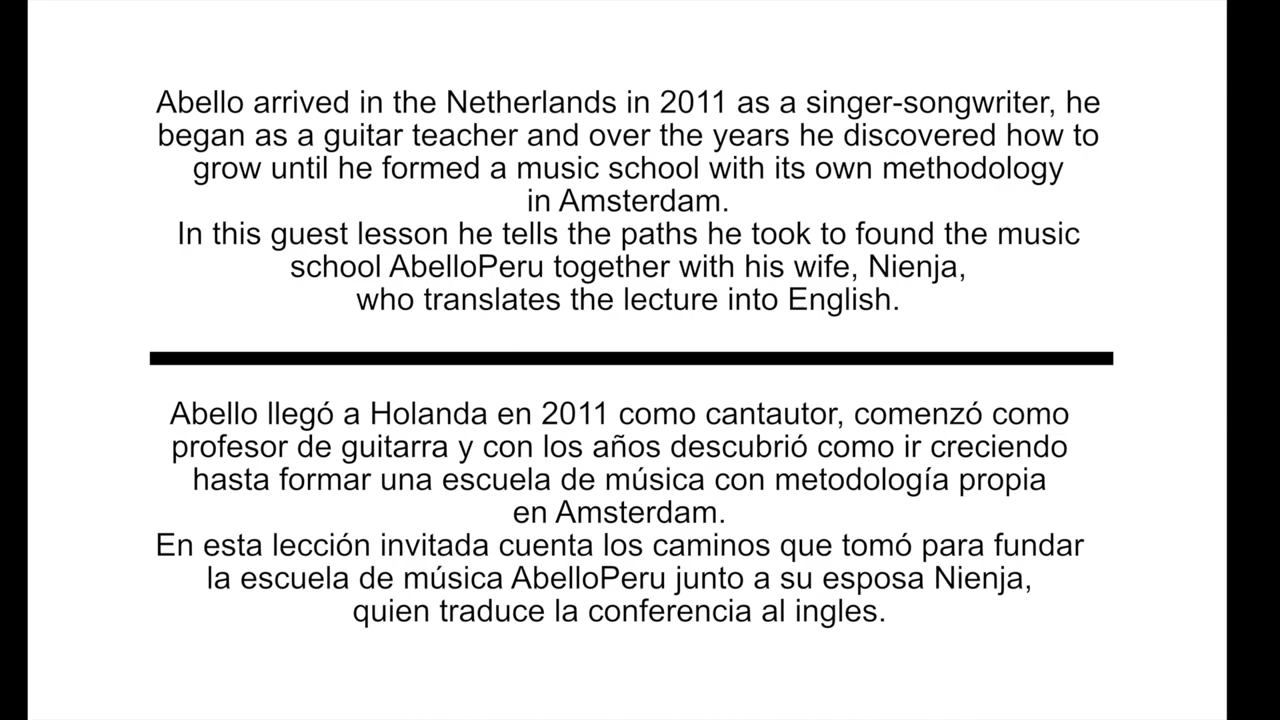 Abello arrived in the Netherlands in 2011 as a singer-songwriter, he
began as a guitar teacher and over the years he discovered how to
grow until he formed a music school with its own methodology
in Amsterdam.
In this guest lesson he tells the paths he took to found the music
school AbelloPeru together with his wife, Nienja,
who translates the lecture into English.
Abello llegó a Holanda en 2011 como cantautor, comenzó como
profesor de guitarra y con los años descubrió como ir creciendo
hasta formar una escuela de música con metodología propia
en Amsterdam.
En esta lección invitada cuenta los caminos que tomó para fundar
la escuela de música AbelloPeru junto a su esposa Nienja,
quien traduce la conferencia al ingles.